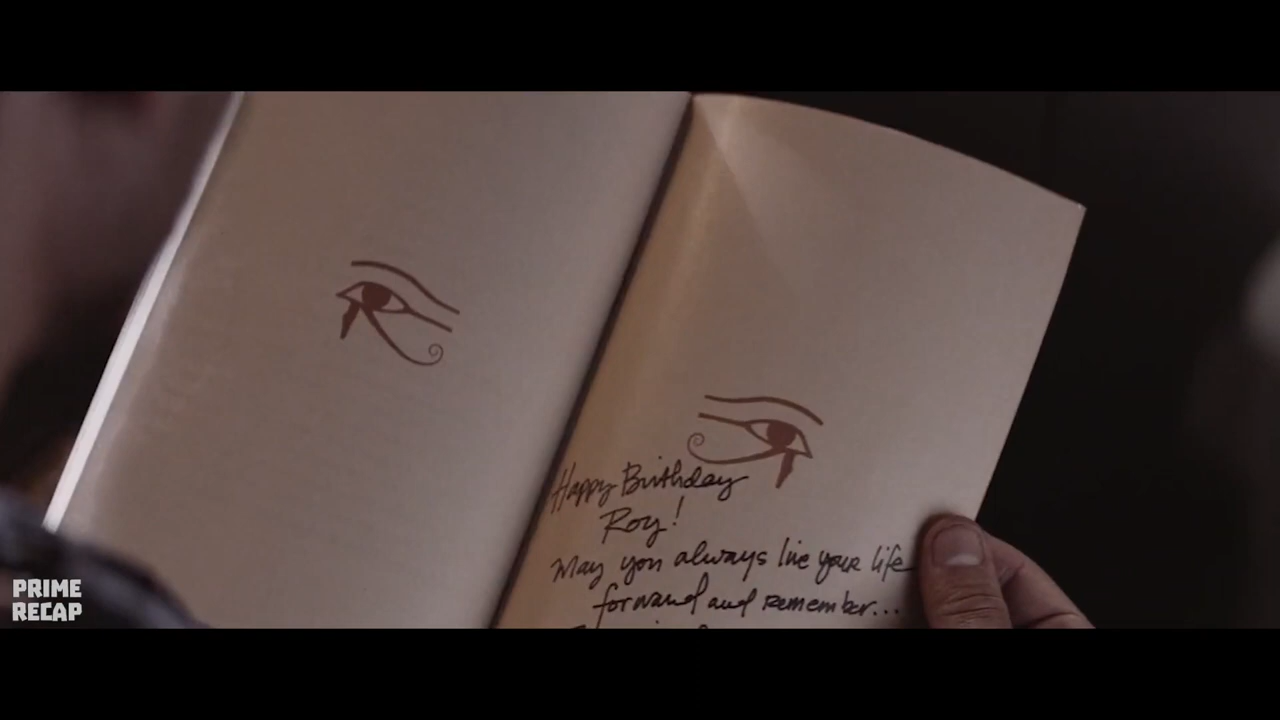 Happy Birthday
Roy!
May you always live your life
forward and remember...
PRIME
RECAP